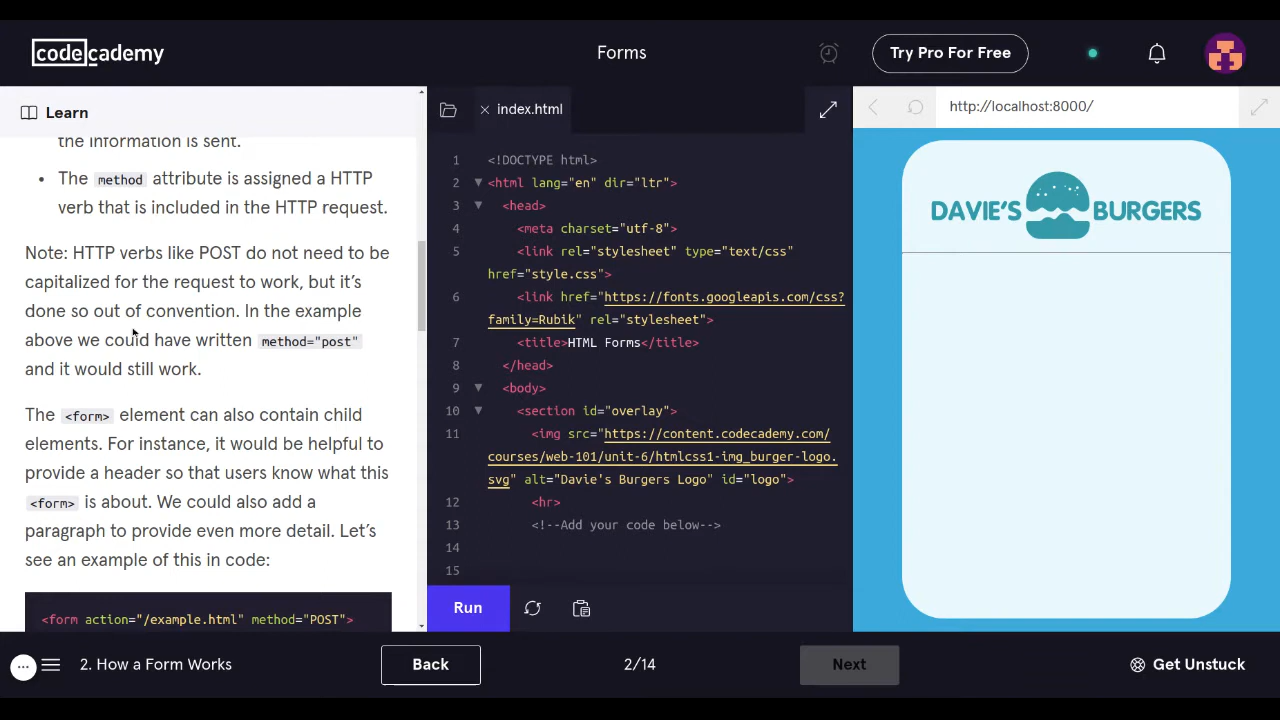 codecademy
Forms
Try Pro For Free
Learn
the information is sent.
• The method attribute is assigned a HTTP
verb that is included in the HTTP request.
Note: HTTP verbs like POST do not need to be
capitalized for the request to work, but it's
done so out of convention. In the example
above we could have written method="post"
and it would still work.
The <form> element can also contain child
elements. For instance, it would be helpful to
provide a header so that users know what this
<form> is about. We could also add a
paragraph to provide even more detail. Let's
see an example of this in code:
<form action="/example.html" method="POST">
index.html
1 <!DOCTYPE html>
2 <html lang="en" dir="ltr">
3 <head>
4 <meta charset="utf-8">
5 <link rel="stylesheet" type="text/css"
href="style.css">
6 <link href="https://fonts.googleapis.com/css?
family=Rubik" rel="stylesheet">
7 <title>HTML Forms</title>
8 </head>
9 <body>
10 <section id="overlay">
11 <img src="https://content.codecademy.com/
courses/web-101/unit-6/htmlcss1-img_burger-logo.
svg" alt="Davie's Burgers Logo" id="logo">
12 <hr>
13 <!--Add your code below-->
14
15
Run
http://localhost:8000/
DAVIE'S BURGERS
2. How a Form Works
Back
2/14
Next
Get Unstuck